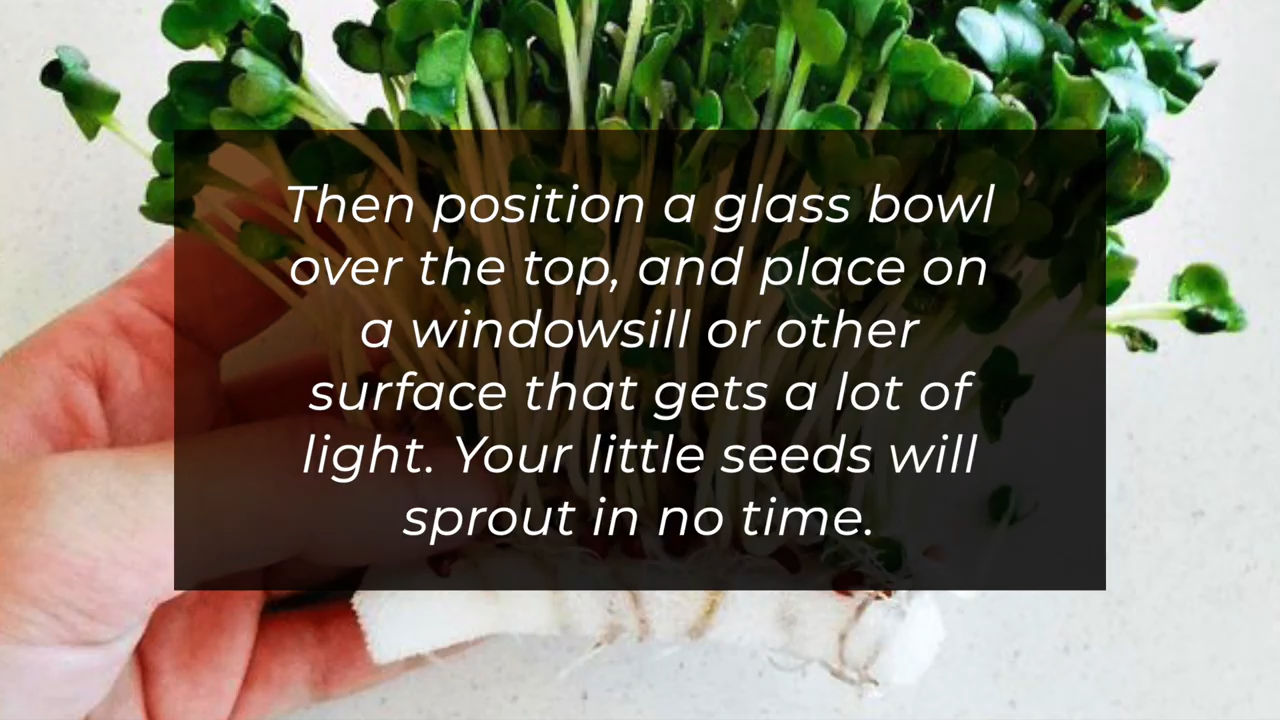 Then position a glass bowl
over the top, and place on
a windowsill or other
surface that gets a lot of
light. Your little seeds will
sprout in no time.